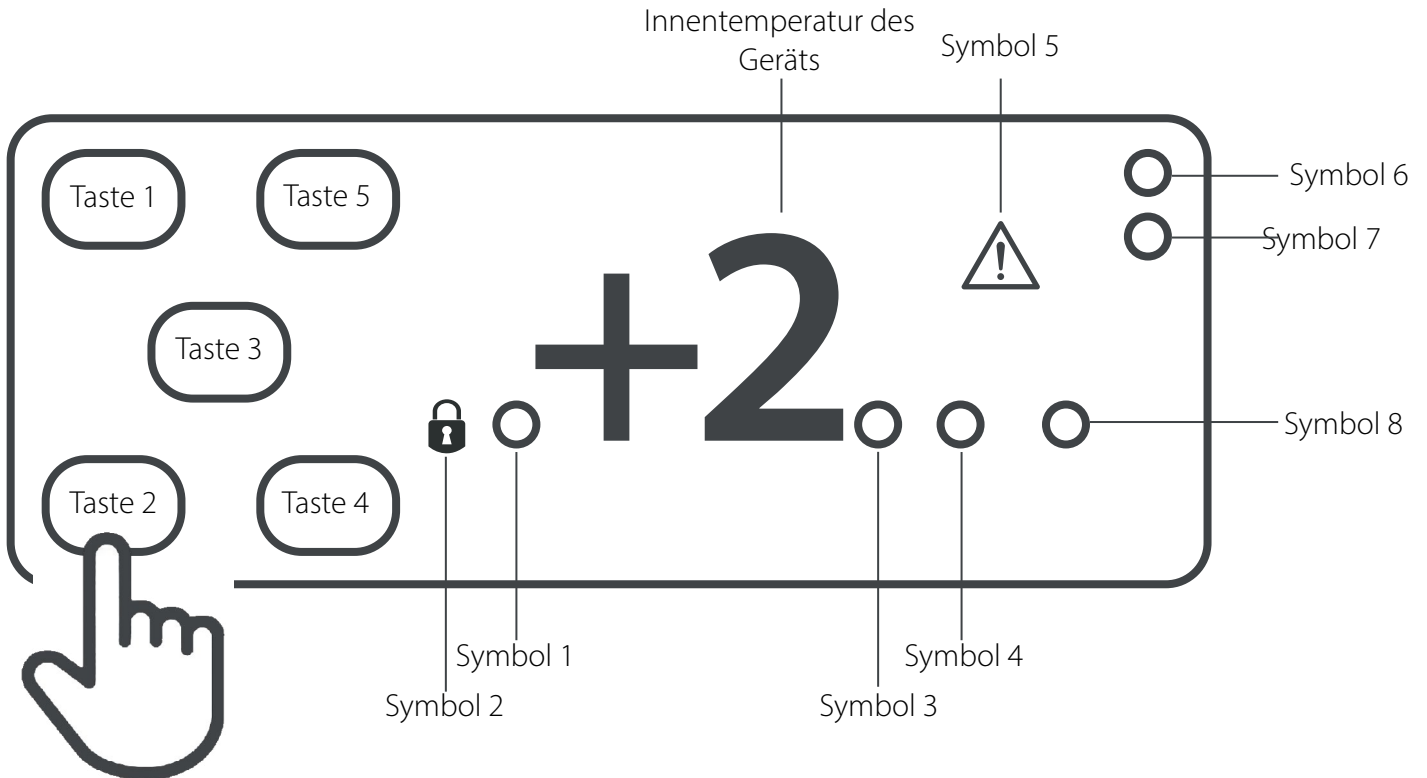 Innentemperatur des
Geräts
Symbol 5
Taste 1
Taste 5
Symbol 6
Symbol 7
+2
Taste 3
Symbol 8
Taste 2
Taste 4
Symbol 1
Symbol 4
Symbol 2
Symbol 3